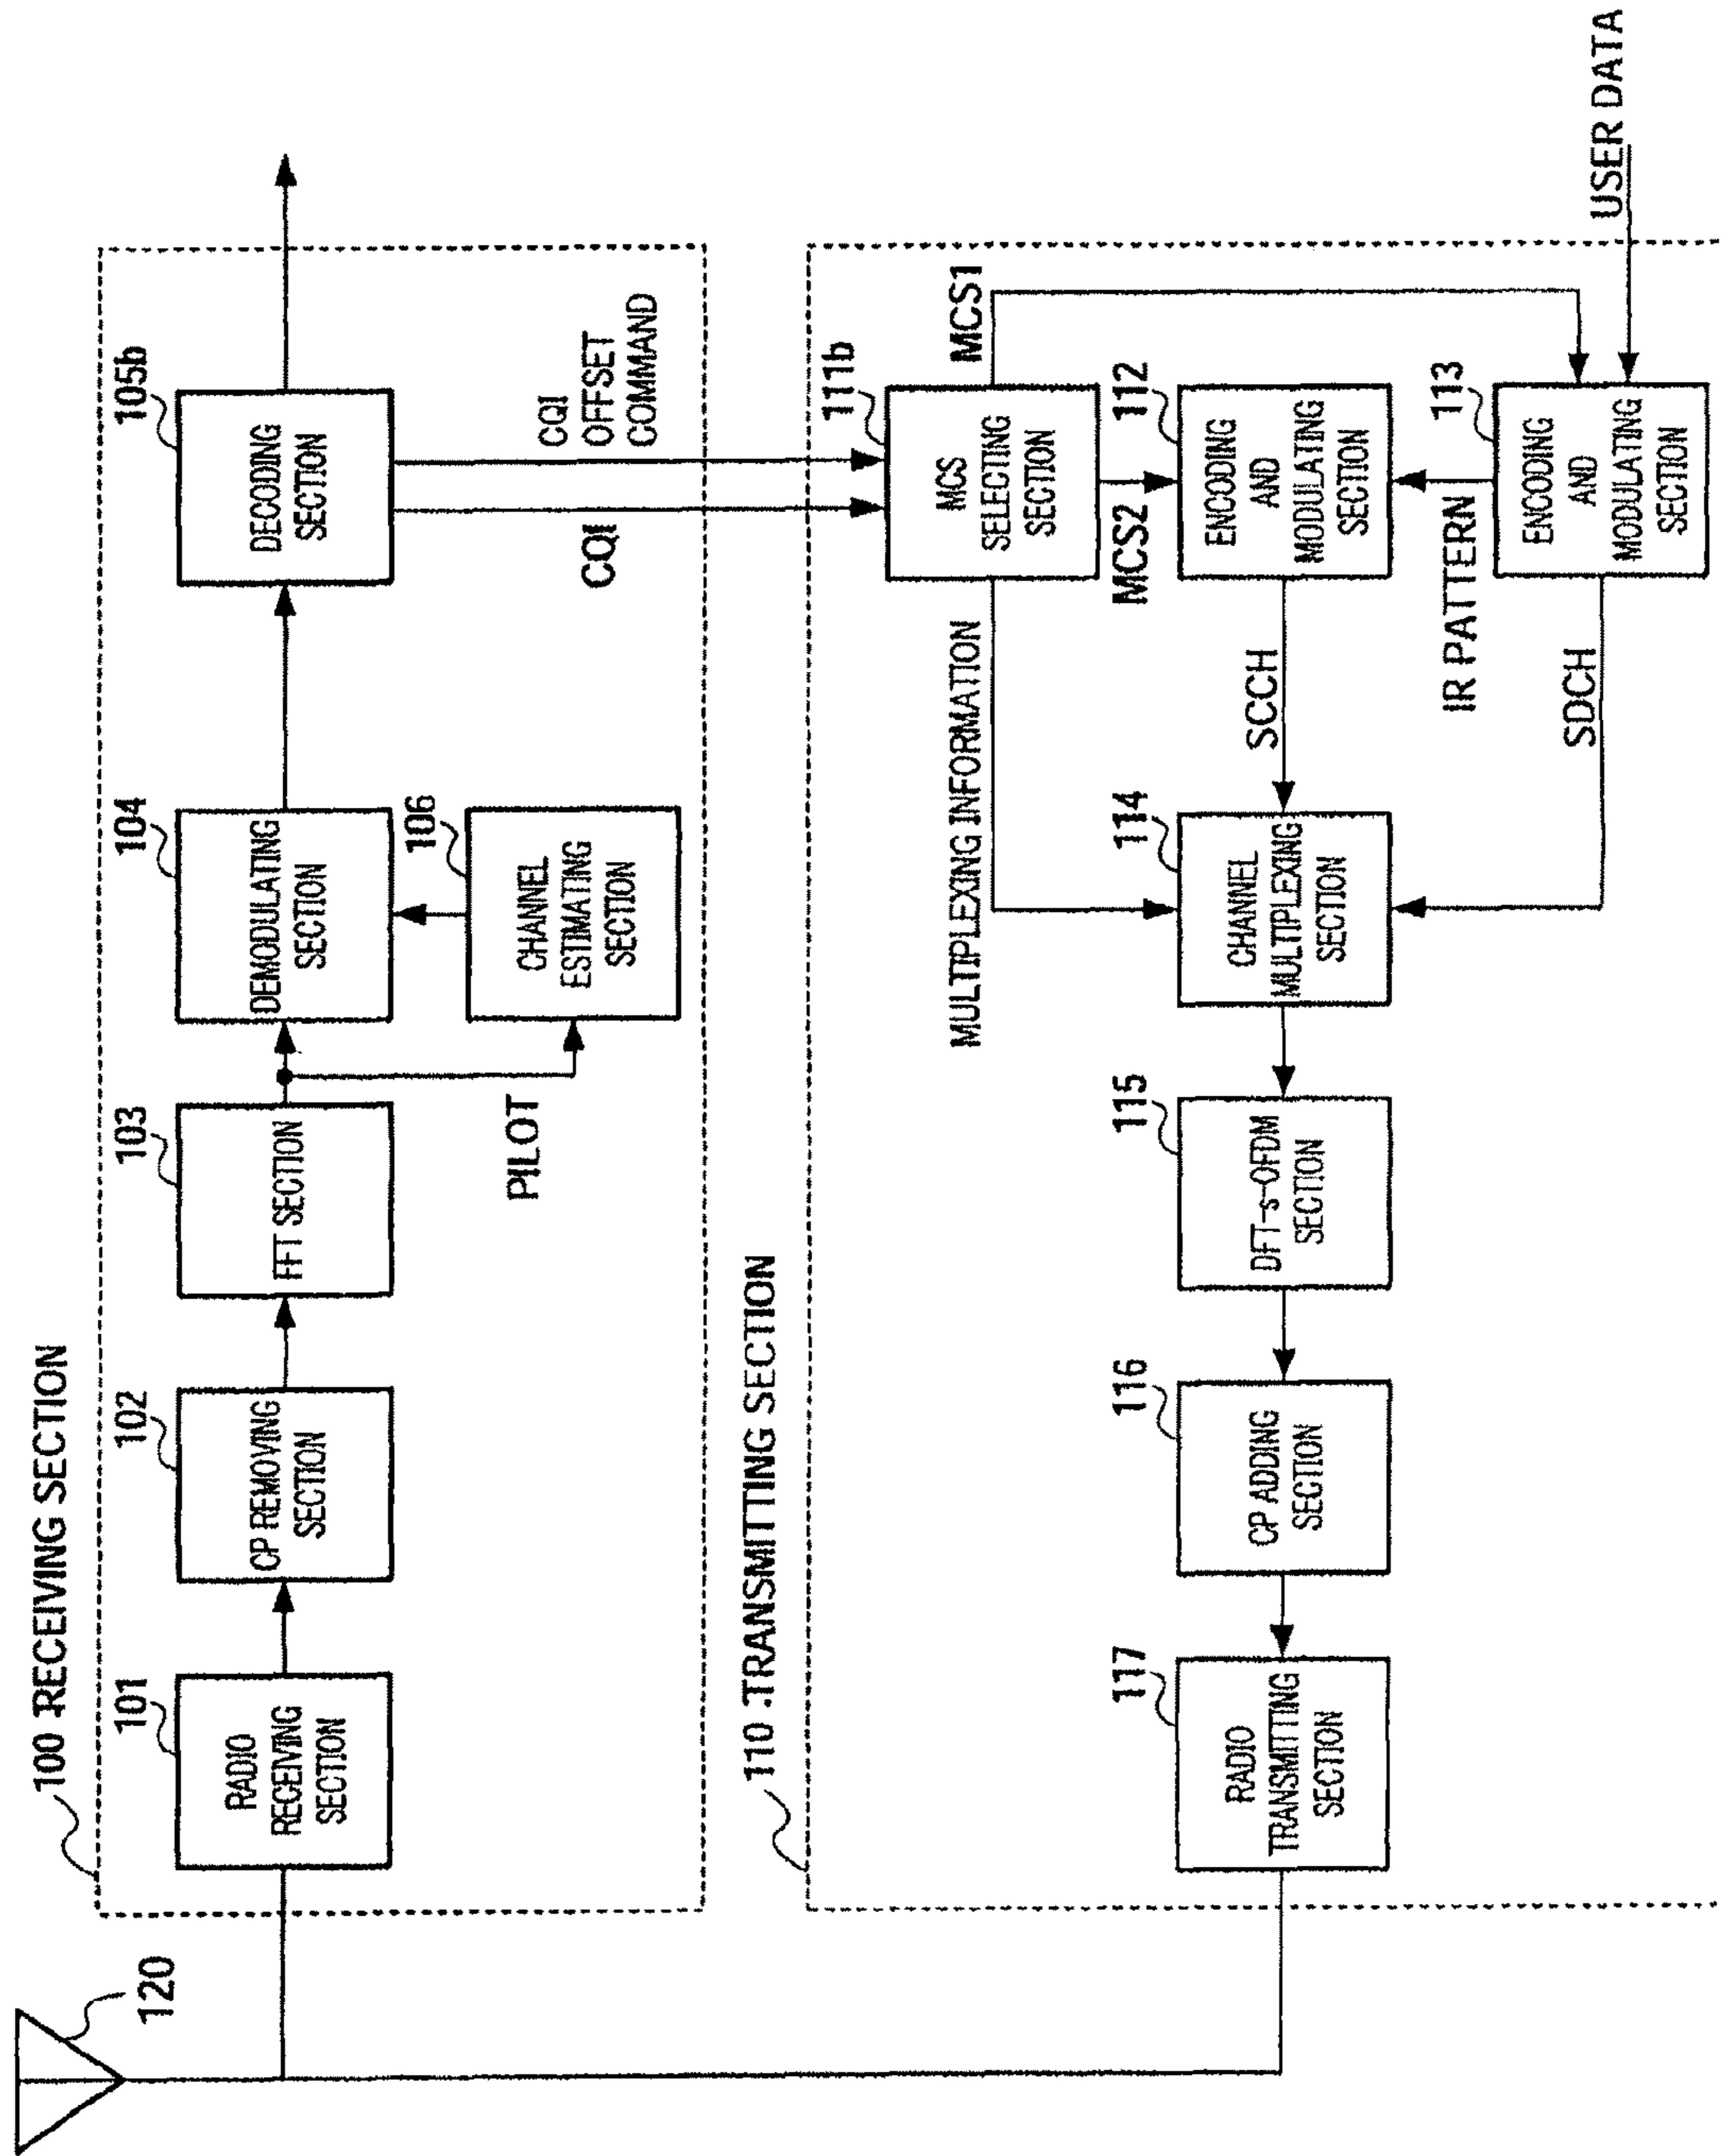 120
100 RECEIVING SECTION
101
RADIO
RECEIVING
SECTION
102
CP REMOVING
SECTION
103
FFT SECTION
PILOT
104
DEMODULATING
SECTION
106
CHANNEL
ESTIMATING
SECTION
105b
DECODING
SECTION
CQI
CQI
OFFSET
COMMAND
110 TRANSMITTING SECTION
111b
MCS
SELECTING
SECTION
MCS1
MCS2
MULTIPLEXING INFORMATION
112
ENCODING
AND
MODULATING
SECTION
SCCH
IR PATTERN
113
ENCODING
AND
MODULATING
SECTION
SDCH
USER DATA
114
CHANNEL
MULTIPLEXING
SECTION
115
DFT-s-OFDM
SECTION
116
CP ADDING
SECTION
117
RADIO
TRANSMITTING
SECTION